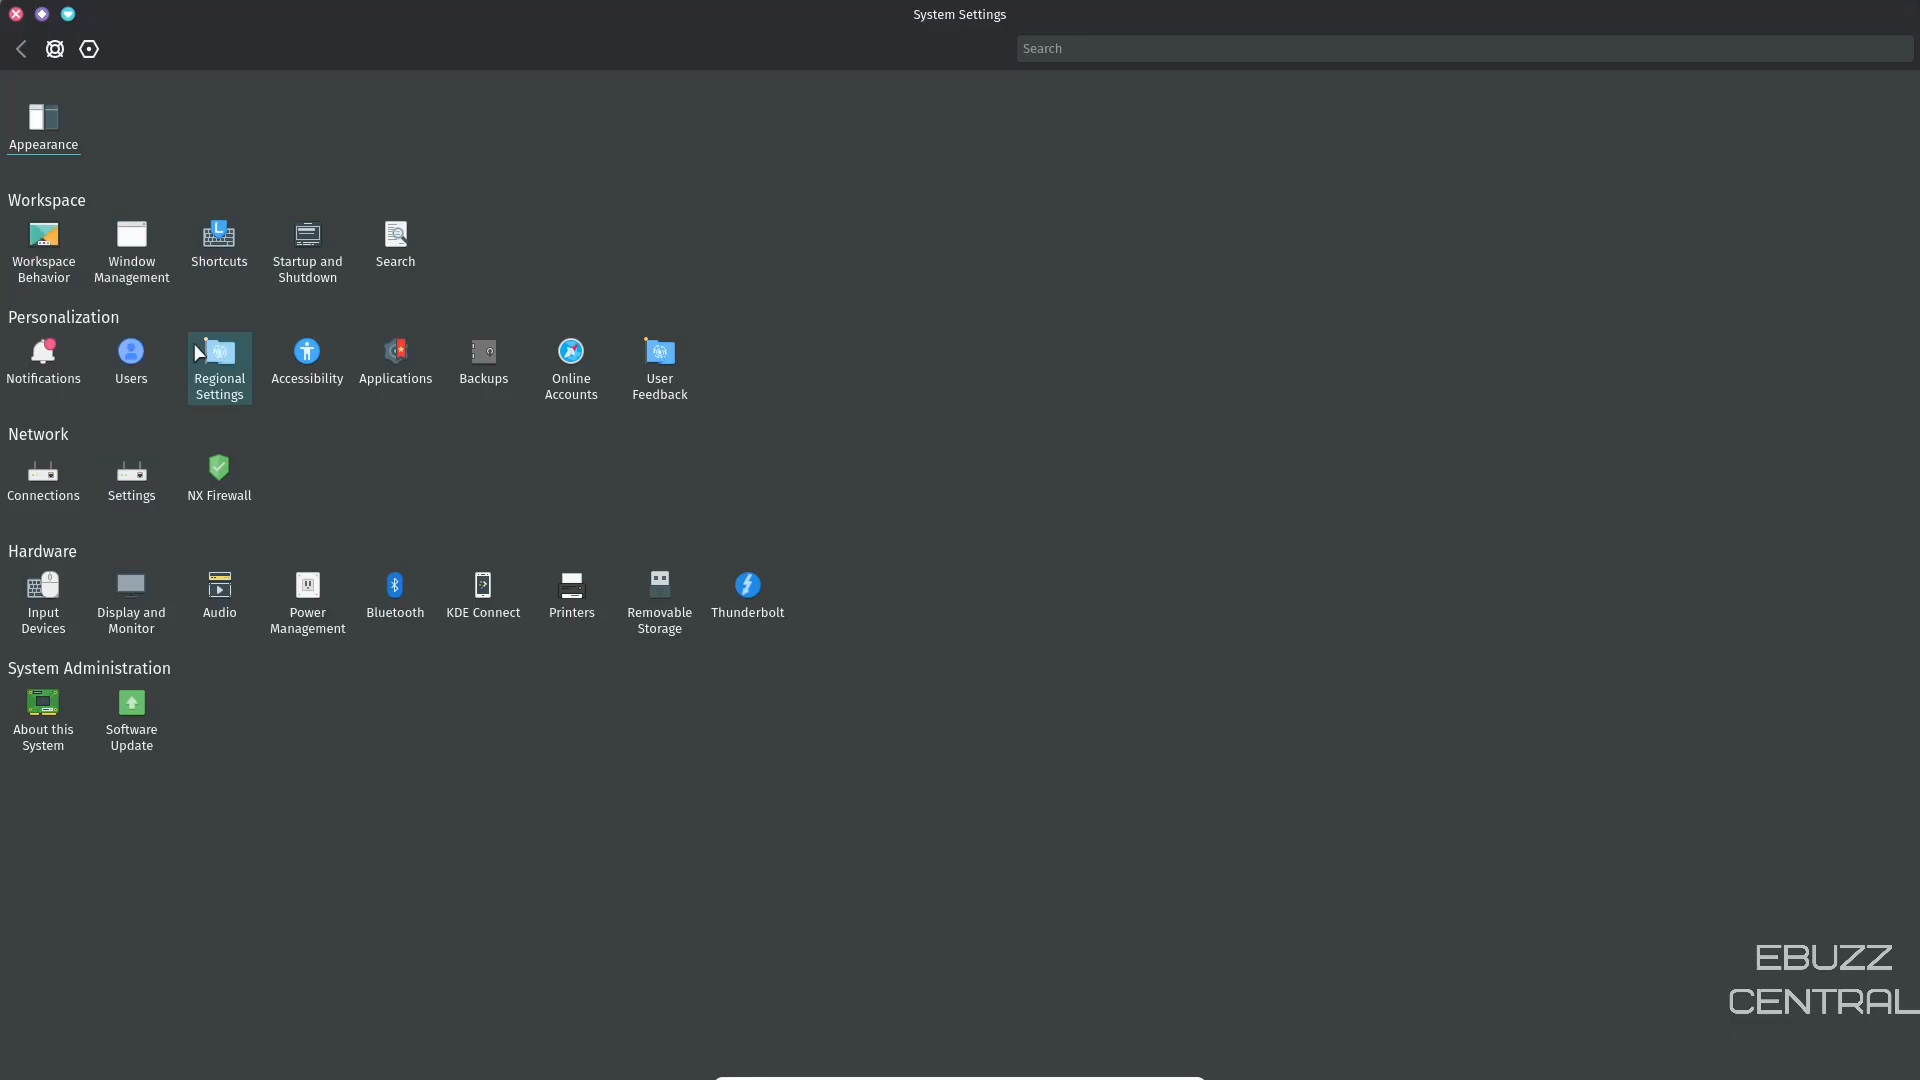 System Settings
Search
Appearance
Workspace
Workspace Behavior
Window Management
Shortcuts
Startup and Shutdown
Search
Personalization
Notifications
Users
Regional Settings
Accessibility
Applications
Backups
Online Accounts
User Feedback
Network
Connections
Settings
NX Firewall
Hardware
Input Devices
Display and Monitor
Audio
Power Management
Bluetooth
KDE Connect
Printers
Removable Storage
Thunderbolt
System Administration
About this System
Software Update
EBUZZ
CENTRAL